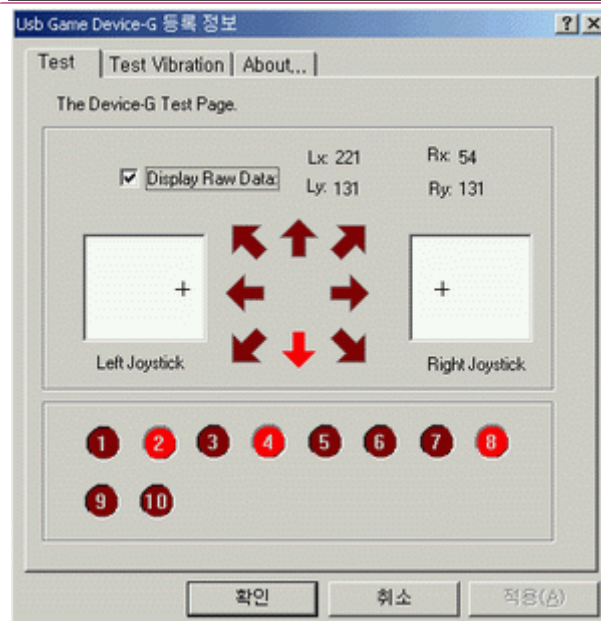 Usb Game Device-G 등록 정보
Test Test Vibration About...
The Device-G Test Page.
Display Raw Data: Lx: 221 Rx: 54
Ly: 131 Ry: 131
Left Joystick Right Joystick
1 2 3 4 5 6 7 8
9 10
확인 취소 적용(A)